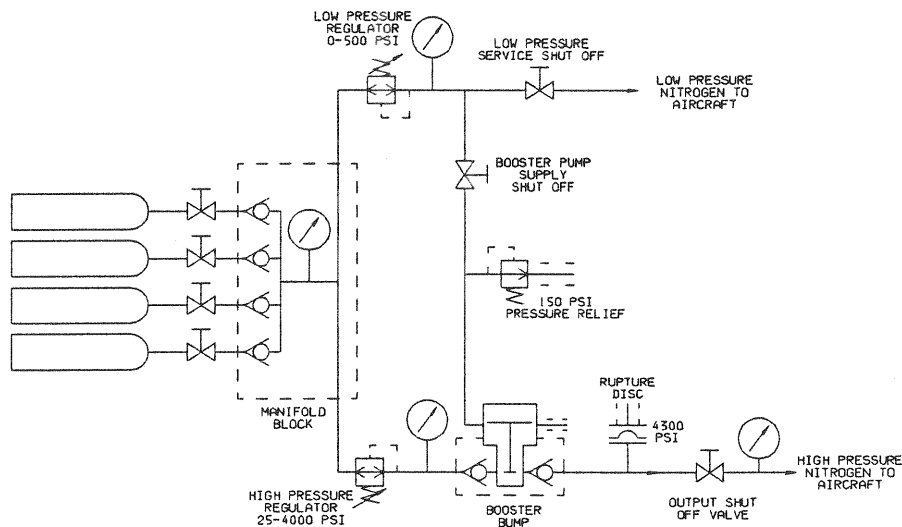 LOW PRESSURE
REGULATOR
0-500 PSI
LOW PRESSURE
SERVICE SHUT OFF
LOW PRESSURE
NITROGEN TO
AIRCRAFT
BOOSTER PUMP
SUPPLY
SHUT OFF
150 PSI
PRESSURE RELIEF
MANIFOLD
BLOCK
RUPTURE
DISC
4300
PSI
HIGH PRESSURE
REGULATOR
25-4000 PSI
BOOSTER
BUMP
OUTPUT SHUT
OFF VALVE
HIGH PRESSURE
NITROGEN TO
AIRCRAFT